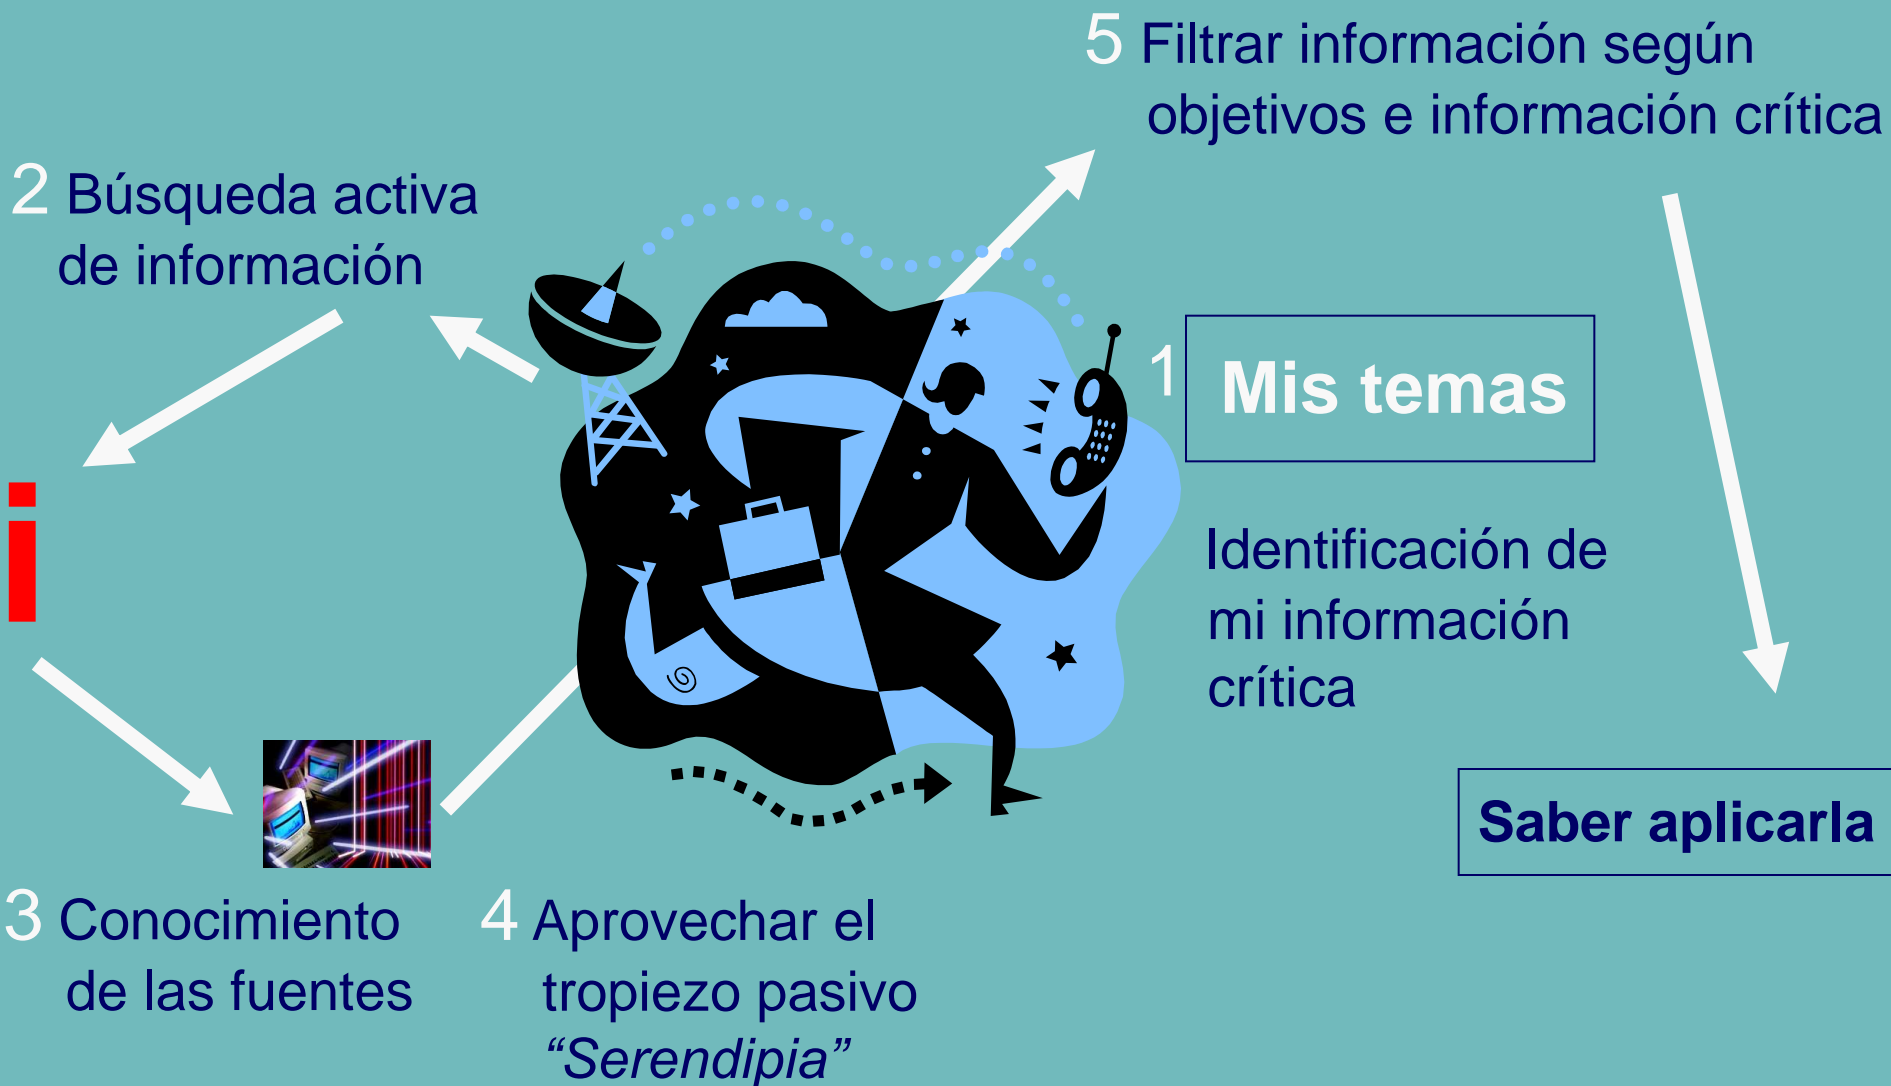 5 Filtrar información según
objetivos e información crítica
2 Búsqueda activa
de información
1 Mis temas
i
Identificación de
mi información
crítica
Saber aplicarla
3 Conocimiento
de las fuentes
4 Aprovechar el
tropiezo pasivo
“Serendipia”